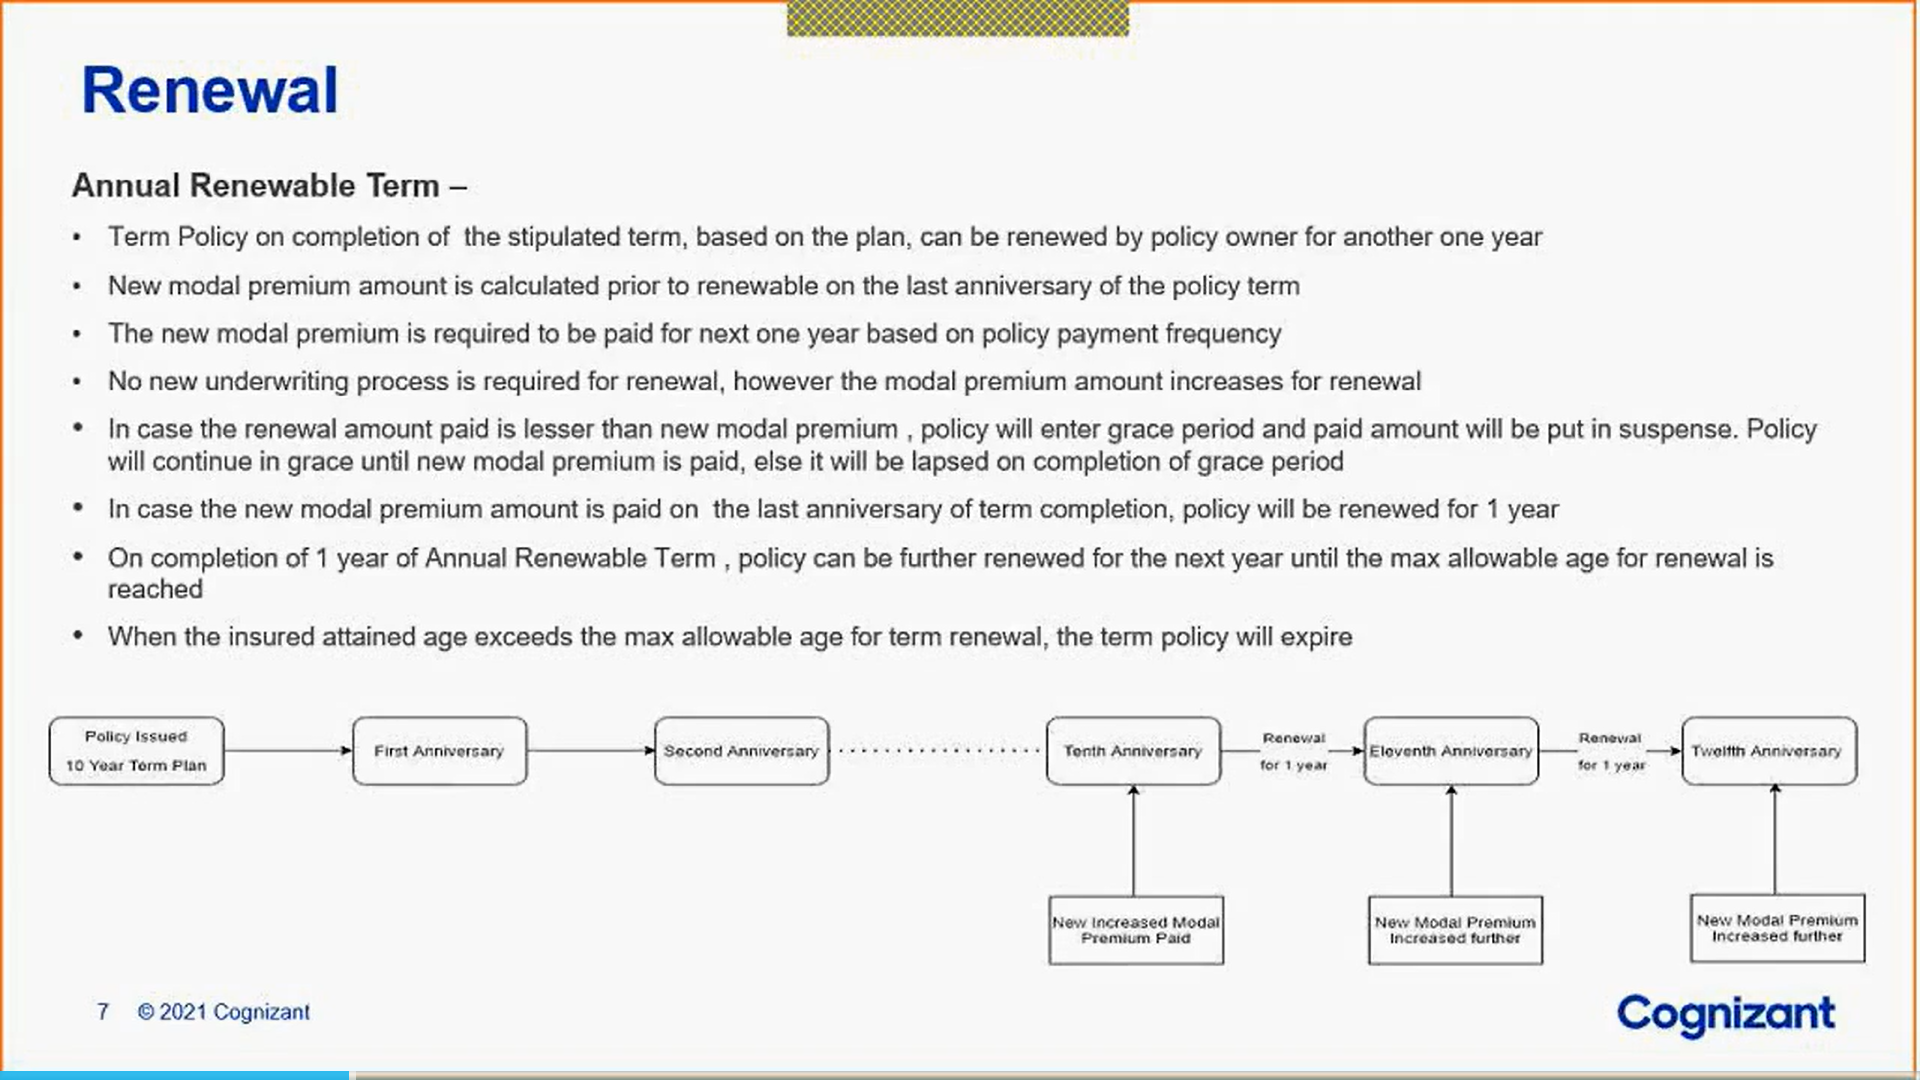 Renewal
Annual Renewable Term –
• Term Policy on completion of the stipulated term, based on the plan, can be renewed by policy owner for another one year
• New modal premium amount is calculated prior to renewable on the last anniversary of the policy term
• The new modal premium is required to be paid for next one year based on policy payment frequency
• No new underwriting process is required for renewal, however the modal premium amount increases for renewal
• In case the renewal amount paid is lesser than new modal premium , policy will enter grace period and paid amount will be put in suspense. Policy
will continue in grace until new modal premium is paid, else it will be lapsed on completion of grace period
• In case the new modal premium amount is paid on the last anniversary of term completion, policy will be renewed for 1 year
• On completion of 1 year of Annual Renewable Term , policy can be further renewed for the next year until the max allowable age for renewal is
reached
• When the insured attained age exceeds the max allowable age for term renewal, the term policy will expire
Policy Issued
10 Year Term Plan
First Anniversary
Second Anniversary
Tenth Anniversary
Renewal
for 1 year
Eleventh Anniversary
Renewal
for 1 year
Twelfth Anniversary
New Increased Modal
Premium Paid
New Modal Premium
Increased further
New Modal Premium
Increased further
7 © 2021 Cognizant
Cognizant